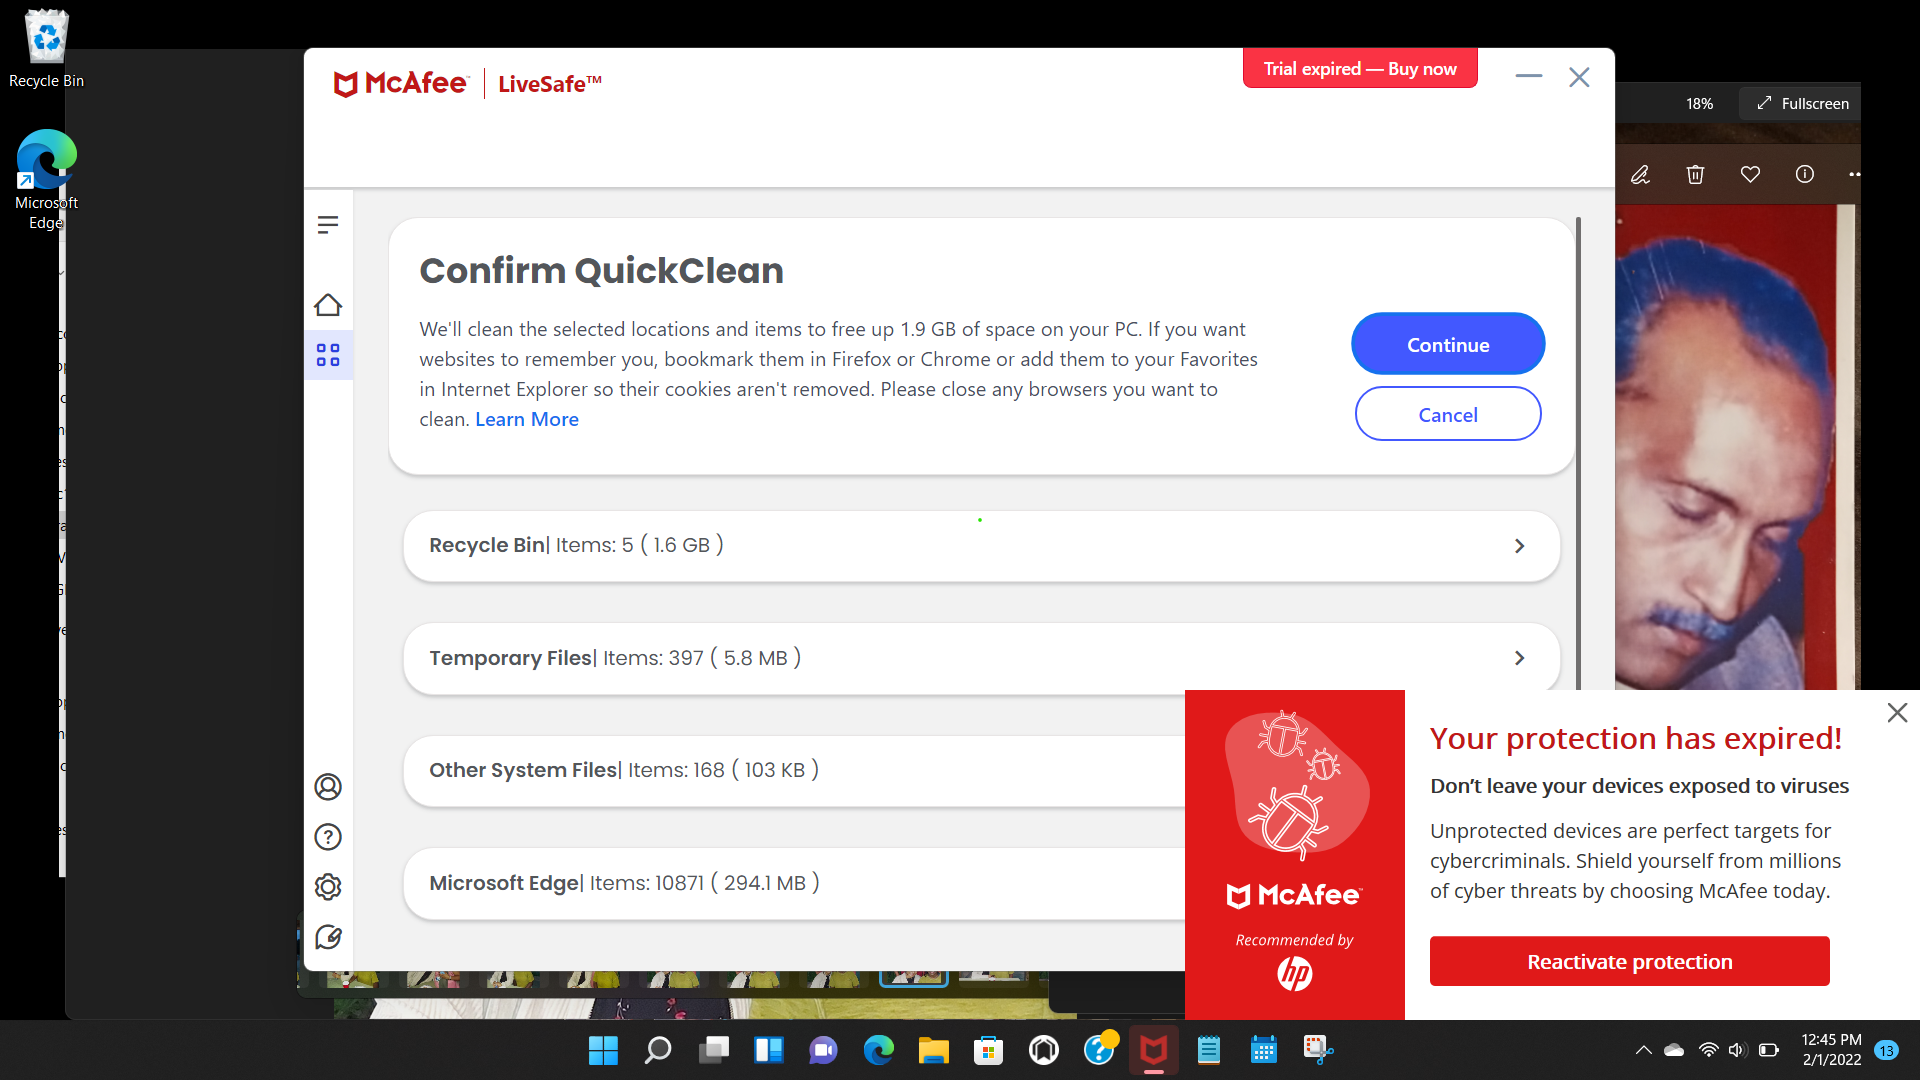 Recycle Bin
Microsoft
Edge
McAfee™ | LiveSafe™
Trial expired — Buy now
18%
Fullscreen
Confirm QuickClean
We'll clean the selected locations and items to free up 1.9 GB of space on your PC. If you want
websites to remember you, bookmark them in Firefox or Chrome or add them to your Favorites
in Internet Explorer so their cookies aren't removed. Please close any browsers you want to
clean. Learn More
Continue
Cancel
Recycle Bin| Items: 5 ( 1.6 GB )
Temporary Files| Items: 397 ( 5.8 MB )
Other System Files| Items: 168 ( 103 KB )
Microsoft Edge| Items: 10871 ( 294.1 MB )
McAfee™
Recommended by
hp
Your protection has expired!
Don’t leave your devices exposed to viruses
Unprotected devices are perfect targets for
cybercriminals. Shield yourself from millions
of cyber threats by choosing McAfee today.
Reactivate protection
12:45 PM
2/1/2022
13